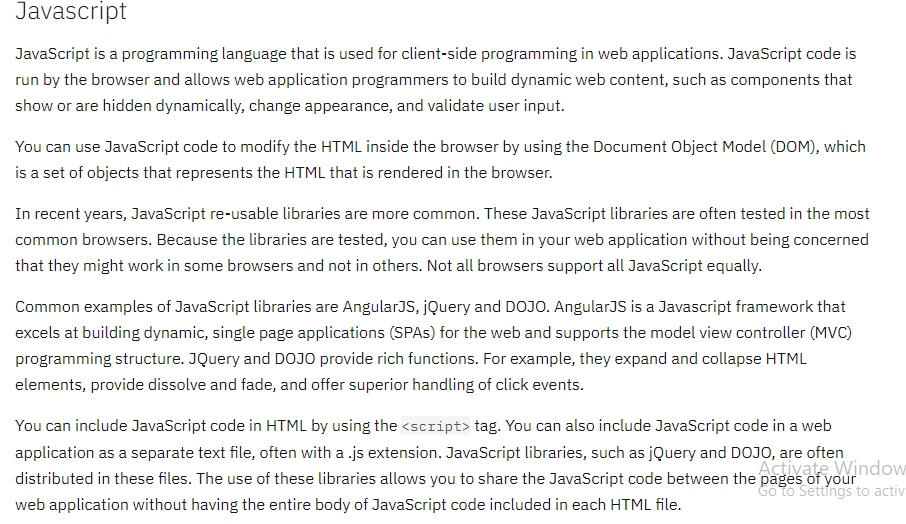 Javascript
JavaScript is a programming language that is used for client-side programming in web applications. JavaScript code is
run by the browser and allows web application programmers to build dynamic web content, such as components that
show or are hidden dynamically, change appearance, and validate user input.
You can use JavaScript code to modify the HTML inside the browser by using the Document Object Model (DOM), which
is a set of objects that represents the HTML that is rendered in the browser.
In recent years, JavaScript re-usable libraries are more common. These JavaScript libraries are often tested in the most
common browsers. Because the libraries are tested, you can use them in your web application without being concerned
that they might work in some browsers and not in others. Not all browsers support all JavaScript equally.
Common examples of JavaScript libraries are AngularJS, jQuery and DOJO. AngularJS is a Javascript framework that
excels at building dynamic, single page applications (SPAs) for the web and supports the model view controller (MVC)
programming structure. JQuery and DOJO provide rich functions. For example, they expand and collapse HTML
elements, provide dissolve and fade, and offer superior handling of click events.
You can include JavaScript code in HTML by using the <script> tag. You can also include JavaScript code in a web
application as a separate text file, often with a .js extension. JavaScript libraries, such as jQuery and DOJO, are often
distributed in these files. The use of these libraries allows you to share the JavaScript code between the pages of your
web application without having the entire body of JavaScript code included in each HTML file.
Activate Window
Go to Settings to activ